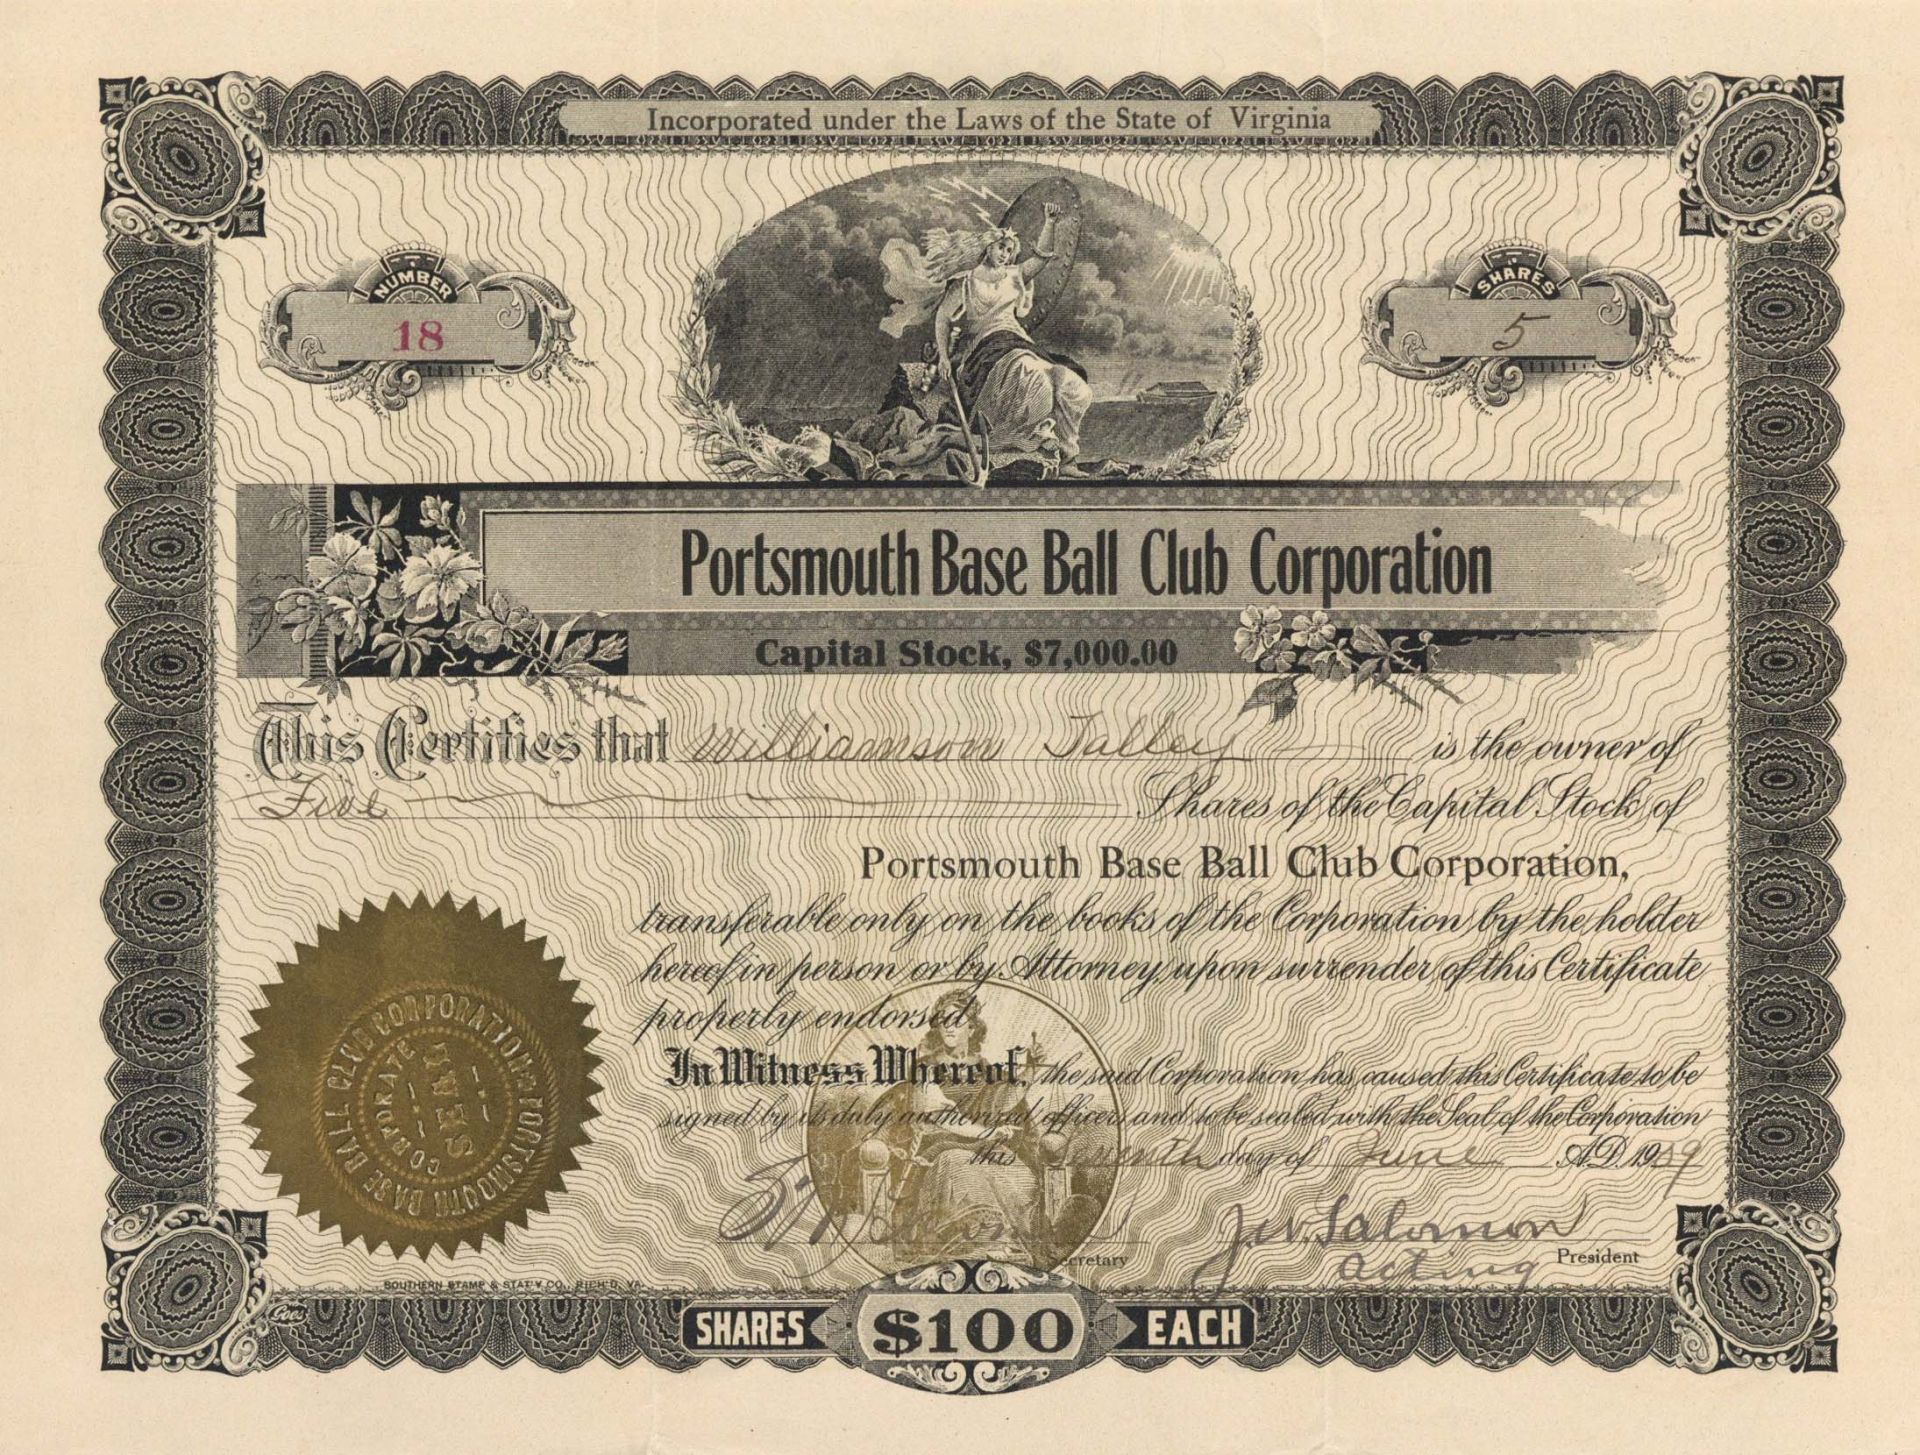 Incorporated under the Laws of the State of Virginia
NUMBER
18
SHARES
5
Portsmouth Base Ball Club Corporation
Capital Stock, $7,000.00
This Certifies that Williamson Talley is the owner of
Five Shares of the Capital Stock of
Portsmouth Base Ball Club Corporation,
transferable only on the books of the Corporation by the holder
hereof in person or by Attorney, upon surrender of this Certificate
properly endorsed.
In Witness Whereof, the said Corporation has caused this Certificate to be
signed by its duly authorized officers and to be sealed with the Seal of the Corporation
this Seventh day of June A.D. 19
Secretary
J.W. Salomon
Acting President
PORTSMOUTH BASE BALL CLUB CORPORATION
CORPORATE
SEAL
SOUTHERN STAMP & STAT'Y CO., RICH'D, VA.
Goes
SHARES $100 EACH